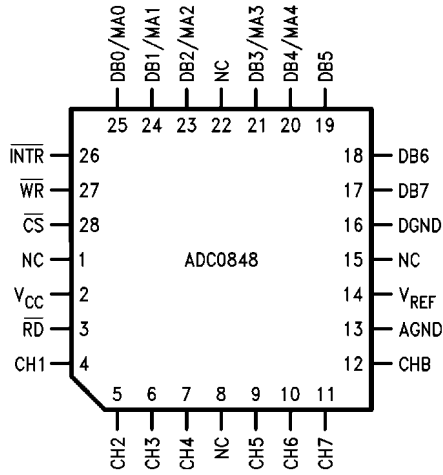 DB0/MA0 DB1/MA1 DB2/MA2 NC DB3/MA3 DB4/MA4 DB5
25 24 23 22 21 20 19
INTR 26 18 DB6
WR 27 17 DB7
CS 28 16 DGND
NC 1 ADC0848 15 NC
VCC 2 14 VREF
RD 3 13 AGND
CH1 4 12 CHB
5 6 7 8 9 10 11
CH2 CH3 CH4 NC CH5 CH6 CH7